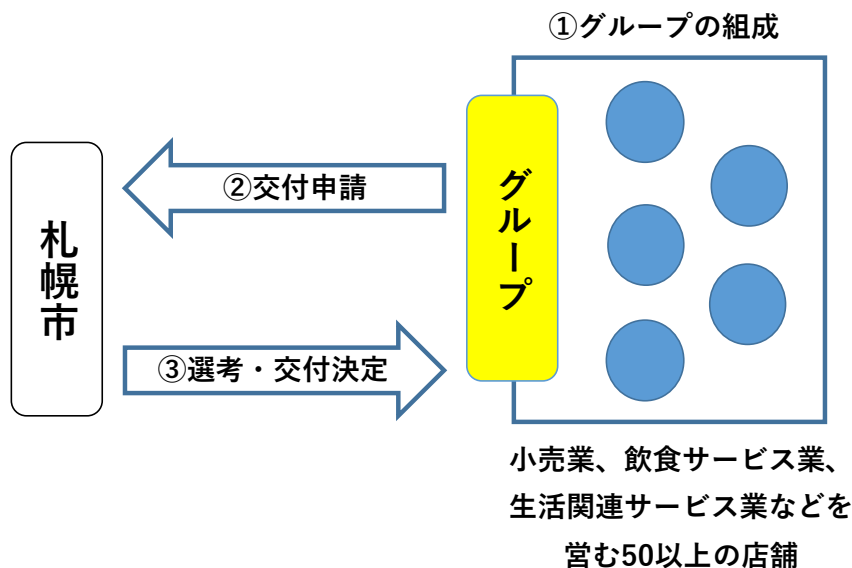 ①グループの組成
②交付申請
グループ
札幌市
③選考・交付決定
小売業、飲食サービス業、
生活関連サービス業などを
営む50以上の店舗